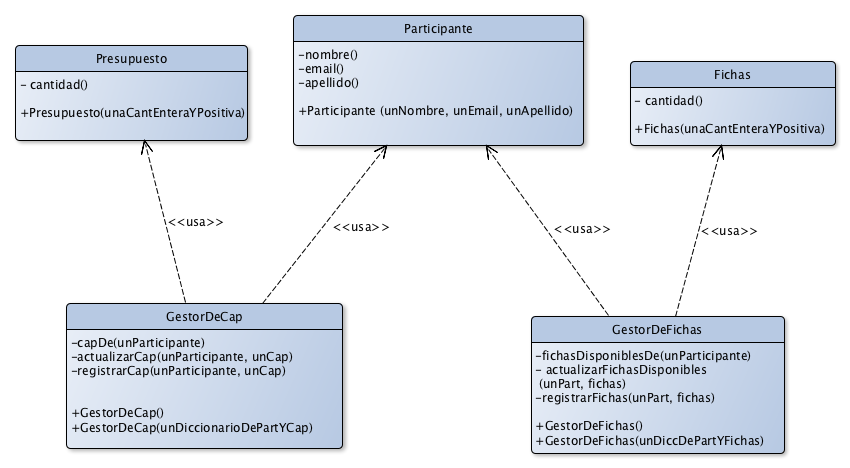 Presupuesto
- cantidad()
+Presupuesto(unaCantEnteraYPositiva)
Participante
-nombre()
-email()
-apellido()
+Participante (unNombre, unEmail, unApellido)
Fichas
- cantidad()
+Fichas(unaCantEnteraYPositiva)
<<usa>>
<<usa>>
<<usa>>
<<usa>>
GestorDeCap
-capDe(unParticipante)
-actualizarCap(unParticipante, unCap)
-registrarCap(unParticipante, unCap)
+GestorDeCap()
+GestorDeCap(unDiccionarioDePartYCap)
GestorDeFichas
-fichasDisponiblesDe(unParticipante)
- actualizarFichasDisponibles
(unPart, fichas)
-registrarFichas(unPart, fichas)
+GestorDeFichas()
+GestorDeFichas(unDiccDePartYFichas)